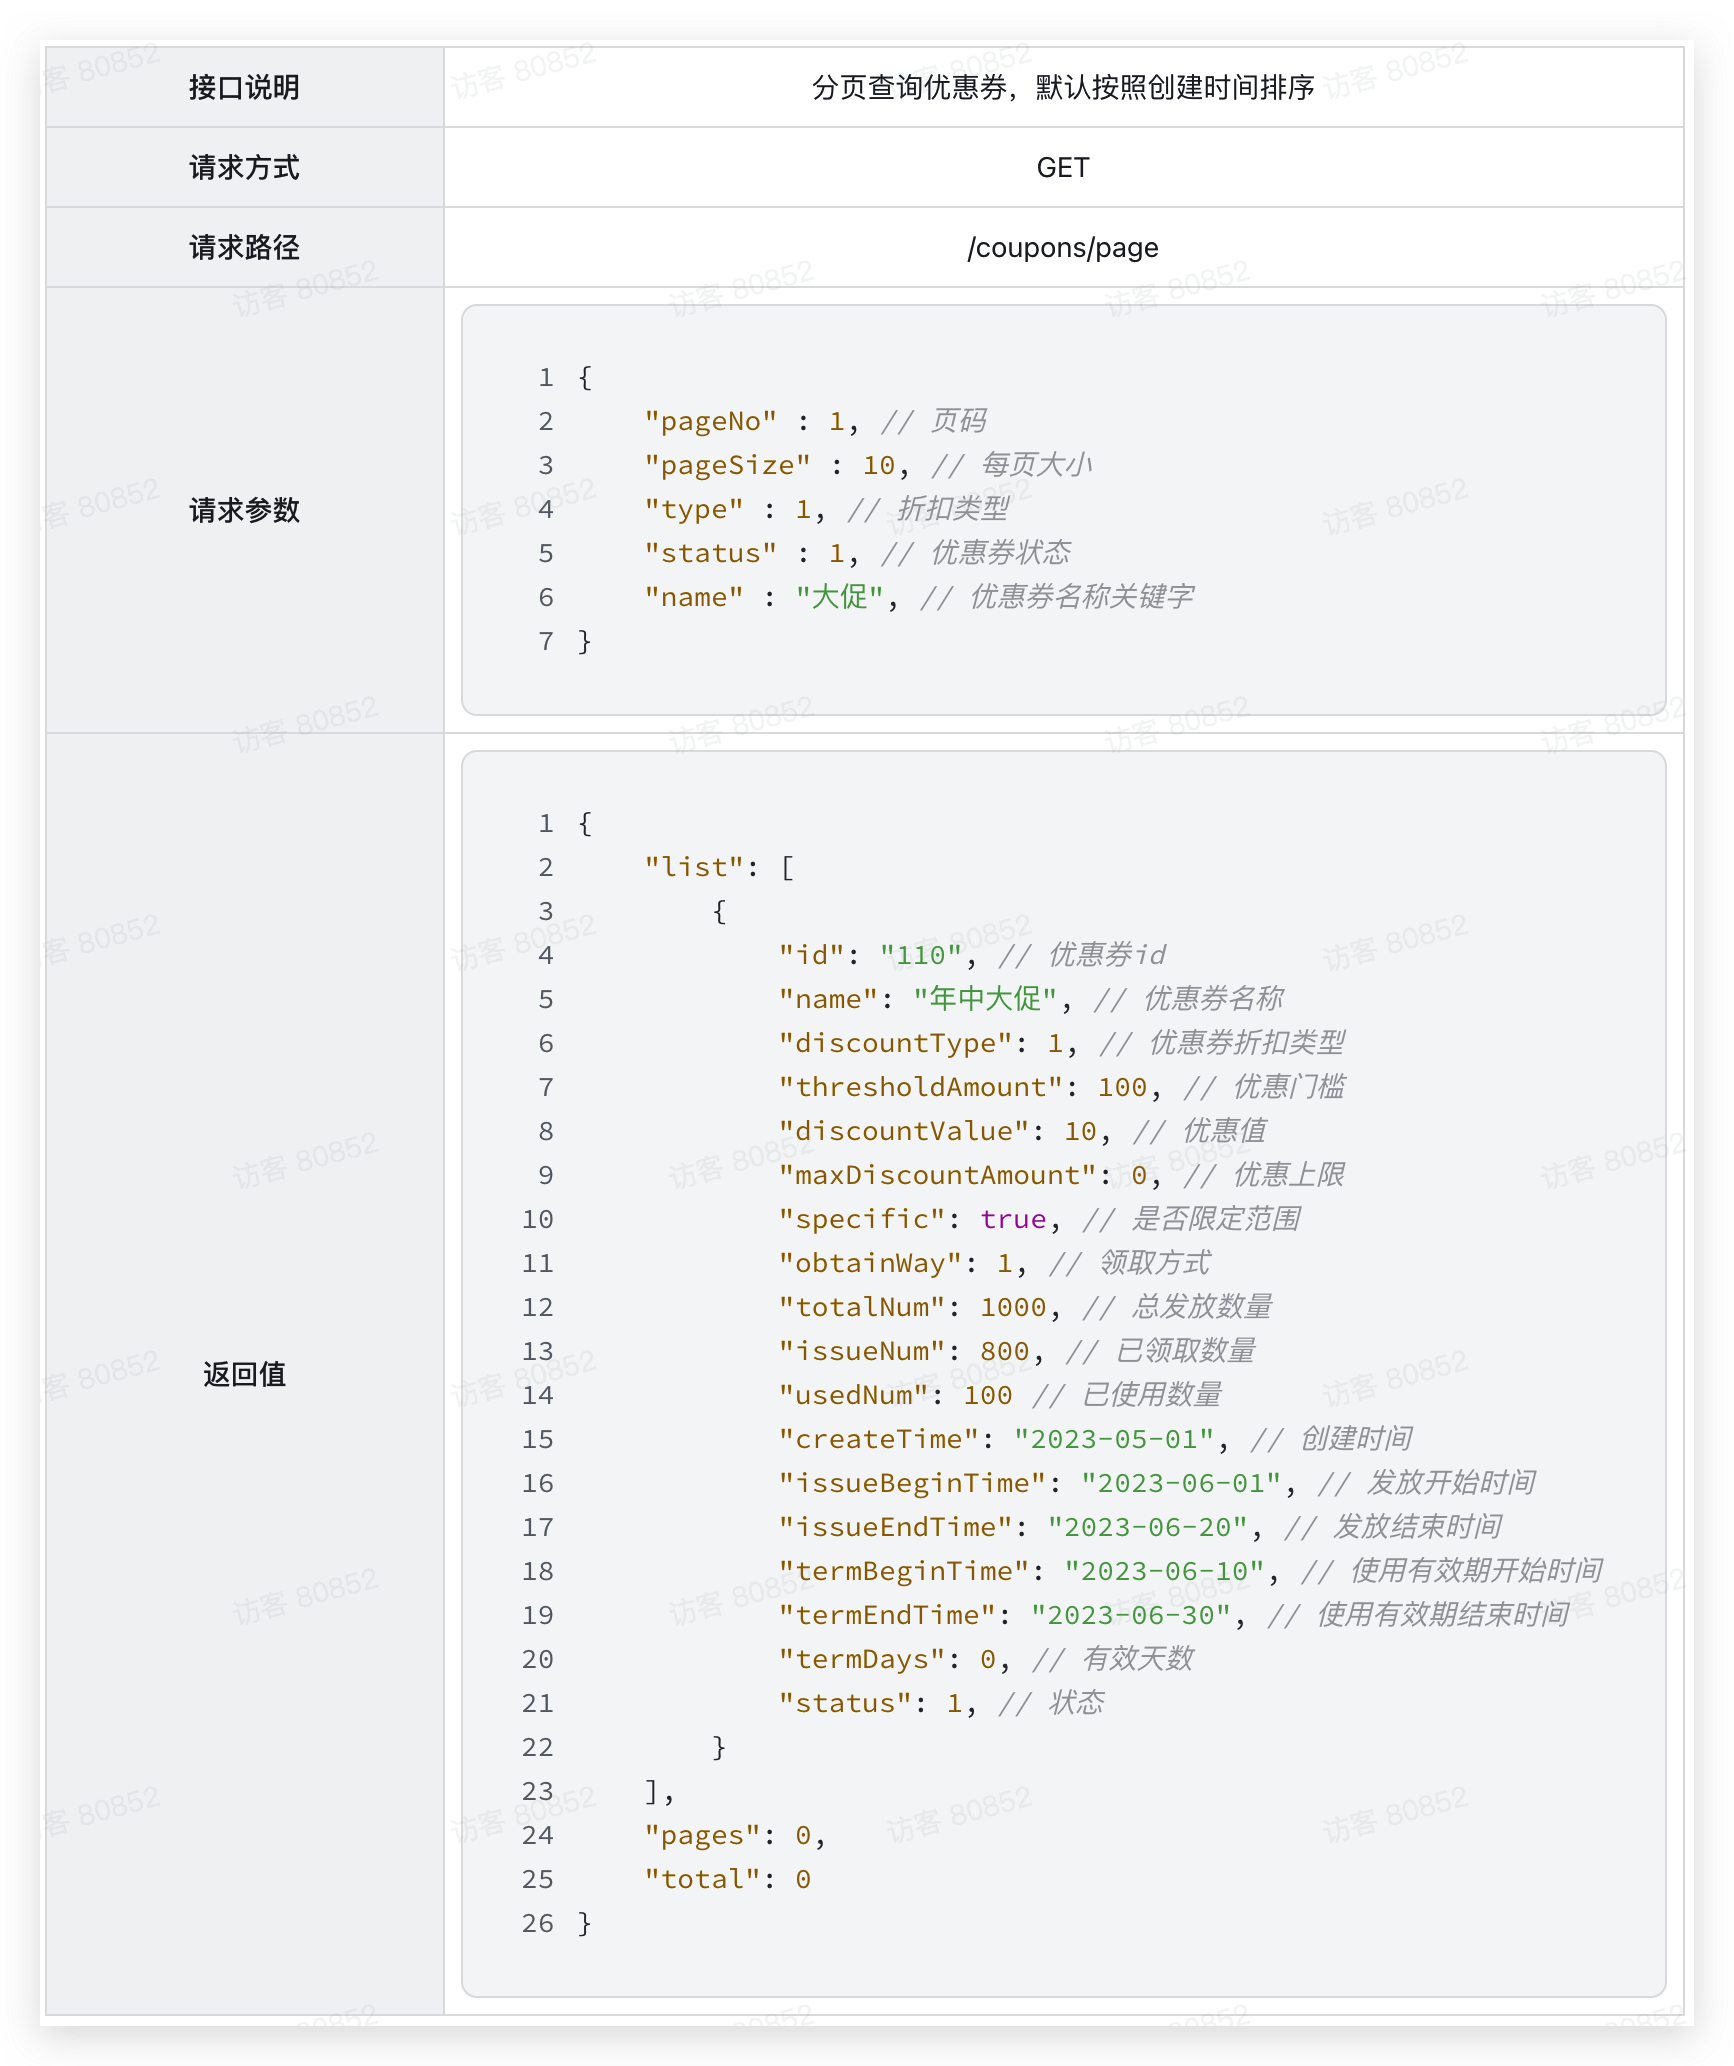 接口说明
分页查询优惠券，默认按照创建时间排序
请求方式
GET
请求路径
/coupons/page
请求参数
1 {
2     "pageNo" : 1, // 页码
3     "pageSize" : 10, // 每页大小
4     "type" : 1, // 折扣类型
5     "status" : 1, // 优惠券状态
6     "name" : "大促", // 优惠劵名称关键字
7 }
返回值
1 {
2     "list": [
3         {
4             "id": "110", // 优惠券id
5             "name": "年中大促", // 优惠券名称
6             "discountType": 1, // 优惠券折扣类型
7             "thresholdAmount": 100, // 优惠门槛
8             "discountValue": 10, // 优惠值
9             "maxDiscountAmount": 0, // 优惠上限
10             "specific": true, // 是否限定范围
11             "obtainWay": 1, // 领取方式
12             "totalNum": 1000, // 总发放数量
13             "issueNum": 800, // 已领取数量
14             "usedNum": 100 // 已使用数量
15             "createTime": "2023-05-01", // 创建时间
16             "issueBeginTime": "2023-06-01", // 发放开始时间
17             "issueEndTime": "2023-06-20", // 发放结束时间
18             "termBeginTime": "2023-06-10", // 使用有效期开始时间
19             "termEndTime": "2023-06-30", // 使用有效期结束时间
20             "termDays": 0, // 有效天数
21             "status": 1, // 状态
22         }
23     ],
24     "pages": 0,
25     "total": 0
26 }
访客 80852